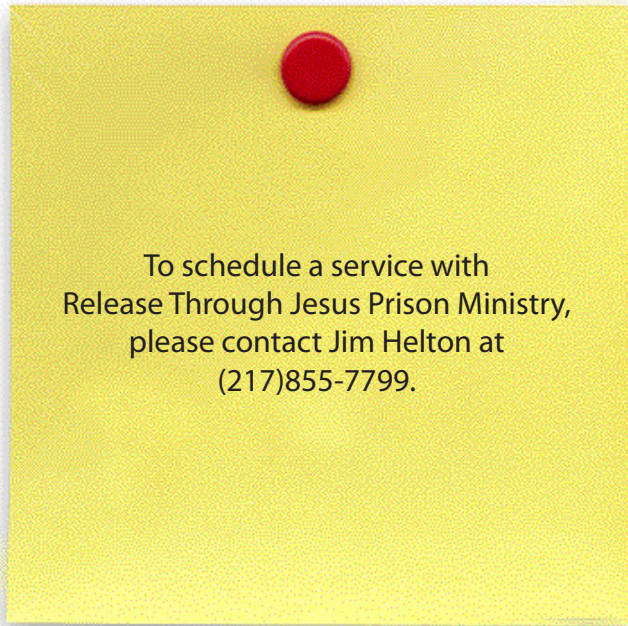 To schedule a service with
Release Through Jesus Prison Ministry,
please contact Jim Helton at
(217)855-7799.